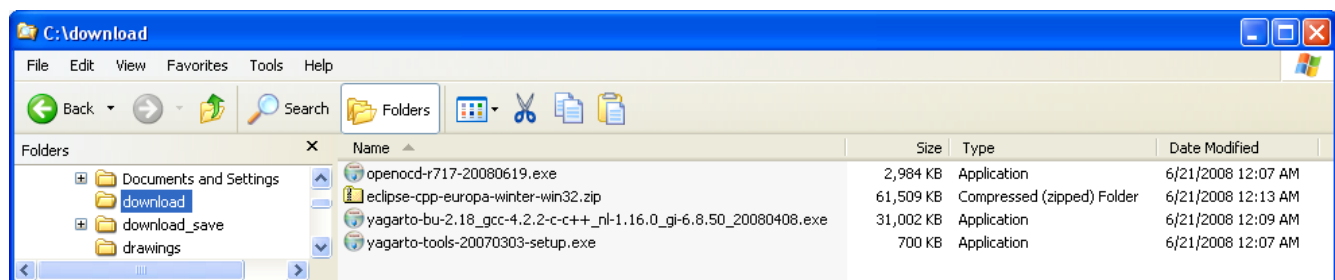 C:\download
File Edit View Favorites Tools Help
Back Search Folders
Folders x Name Size Type Date Modified
Documents and Settings openocd-r717-20080619.exe 2,984 KB Application 6/21/2008 12:07 AM
download eclipse-cpp-europa-winter-win32.zip 61,509 KB Compressed (zipped) Folder 6/21/2008 12:13 AM
download_save yagarto-bu-2.18_gcc-4.2.2-c-c++_nl-1.16.0_gi-6.8.50_20080408.exe 31,002 KB Application 6/21/2008 12:09 AM
drawings yagarto-tools-20070303-setup.exe 700 KB Application 6/21/2008 12:07 AM